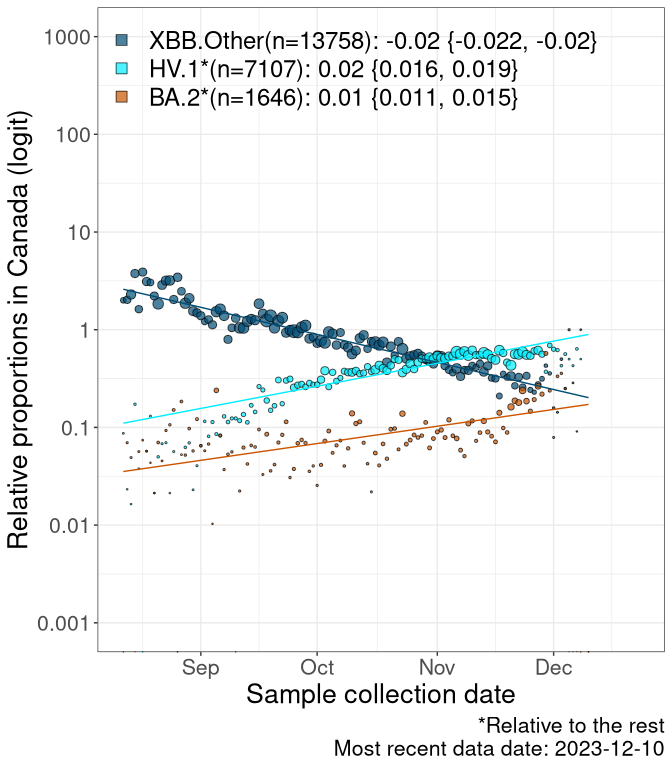 XBB.Other(n=13758): -0.02 {-0.022, -0.02}
HV.1*(n=7107): 0.02 {0.016, 0.019}
BA.2*(n=1646): 0.01 {0.011, 0.015}
Relative proportions in Canada (logit)
1000
100
10
1
0.1
0.01
0.001
Sep Oct Nov Dec
Sample collection date
*Relative to the rest
Most recent data date: 2023-12-10